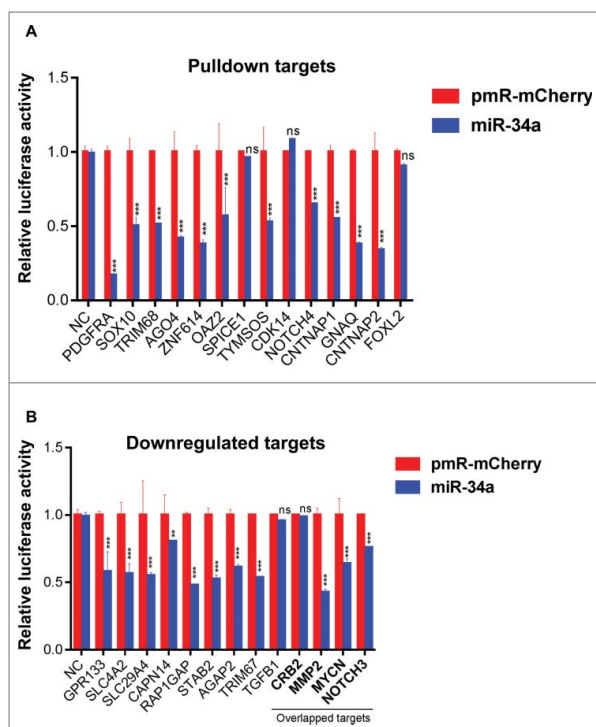 A
Pulldown targets
pmR-mCherry
miR-34a
Relative luciferase activity
1.5
1.0
0.5
0.0
*** *** *** *** *** *** ns *** ns *** *** *** *** ns
NC
PDGFRA
SOX10
TRIM68
AGO4
ZNF614
OAZ2
SPICE1
TYMSOS
CDK14
NOTCH4
CNTNAP1
GNAQ
CNTNAP2
FOXL2
B
Downregulated targets
pmR-mCherry
miR-34a
Relative luciferase activity
1.5
1.0
0.5
0.0
*** *** *** ** *** *** *** *** ns ns *** *** ***
NC
GPR133
SLC4A2
SLC29A4
CAPN14
RAP1GAP
STAB2
AGAP2
TRIM67
TGFB1
CRB2
MMP2
MYCN
NOTCH3
Overlapped targets